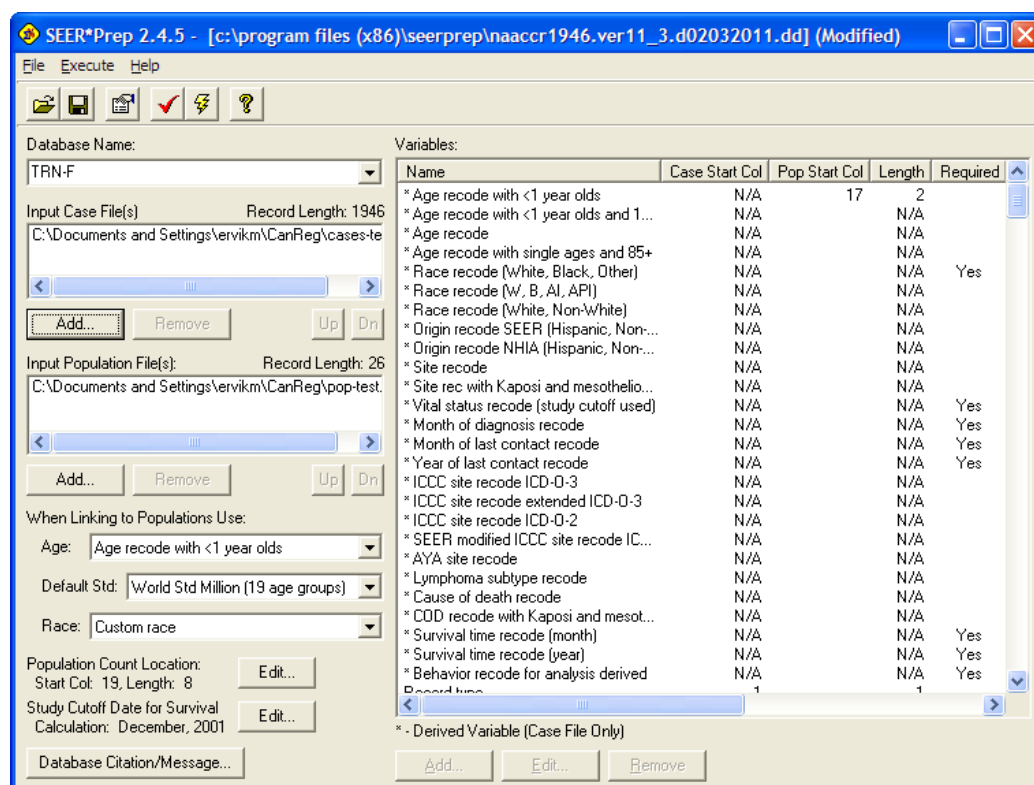 SEER*Prep 2.4.5 - [c:\program files (x86)\seerprep\naaccr1946.ver11_3.d02032011.dd] (Modified)
File Execute Help
Database Name:
TRN-F
Input Case File(s) Record Length: 1946
C:\Documents and Settings\ervikm\CanReg\cases-te
Add... Remove Up Dn
Input Population File(s): Record Length: 26
C:\Documents and Settings\ervikm\CanReg\pop-test.
Add... Remove Up Dn
When Linking to Populations Use:
Age: Age recode with <1 year olds
Default Std: World Std Million (19 age groups)
Race: Custom race
Population Count Location:
Start Col: 19, Length: 8
Edit...
Study Cutoff Date for Survival
Calculation: December, 2001
Edit...
Database Citation/Message...
Variables:
Name Case Start Col Pop Start Col Length Required
* Age recode with <1 year olds N/A 17 2
* Age recode with <1 year olds and 1... N/A N/A
* Age recode N/A N/A
* Age recode with single ages and 85+ N/A N/A
* Race recode (White, Black, Other) N/A N/A Yes
* Race recode (W, B, AI, API) N/A N/A
* Race recode (White, Non-White) N/A N/A
* Origin recode SEER (Hispanic, Non-... N/A N/A
* Origin recode NHIA (Hispanic, Non-... N/A N/A
* Site recode N/A N/A
* Site rec with Kaposi and mesothelio... N/A N/A
* Vital status recode (study cutoff used) N/A N/A Yes
* Month of diagnosis recode N/A N/A Yes
* Month of last contact recode N/A N/A Yes
* Year of last contact recode N/A N/A Yes
* ICCC site recode ICD-O-3 N/A N/A
* ICCC site recode extended ICD-O-3 N/A N/A
* ICCC site recode ICD-O-2 N/A N/A
* SEER modified ICCC site recode IC... N/A N/A
* AYA site recode N/A N/A
* Lymphoma subtype recode N/A N/A
* Cause of death recode N/A N/A
* COD recode with Kaposi and mesot... N/A N/A
* Survival time recode (month) N/A N/A Yes
* Survival time recode (year) N/A N/A Yes
* Behavior recode for analysis derived N/A N/A Yes
Record type 1 1
* - Derived Variable (Case File Only)
Add... Edit... Remove